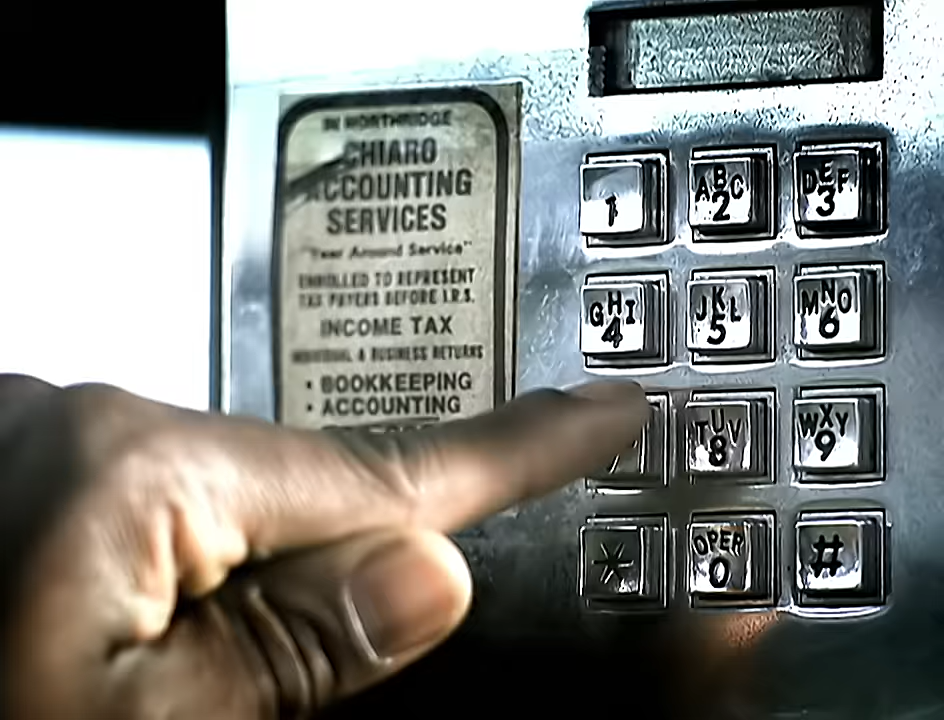 IN NORTHRIDGE
CHIARO
ACCOUNTING
SERVICES
"Year Around Service"
ENROLLED TO REPRESENT
TAX PAYERS BEFORE I.R.S.
INCOME TAX
INDIVIDUAL & BUSINESS RETURNS
• BOOKKEEPING
• ACCOUNTING
1
ABC
2
DEF
3
GHI
4
JKL
5
MNO
6
TUV
8
WXY
9
*
OPER
0
#